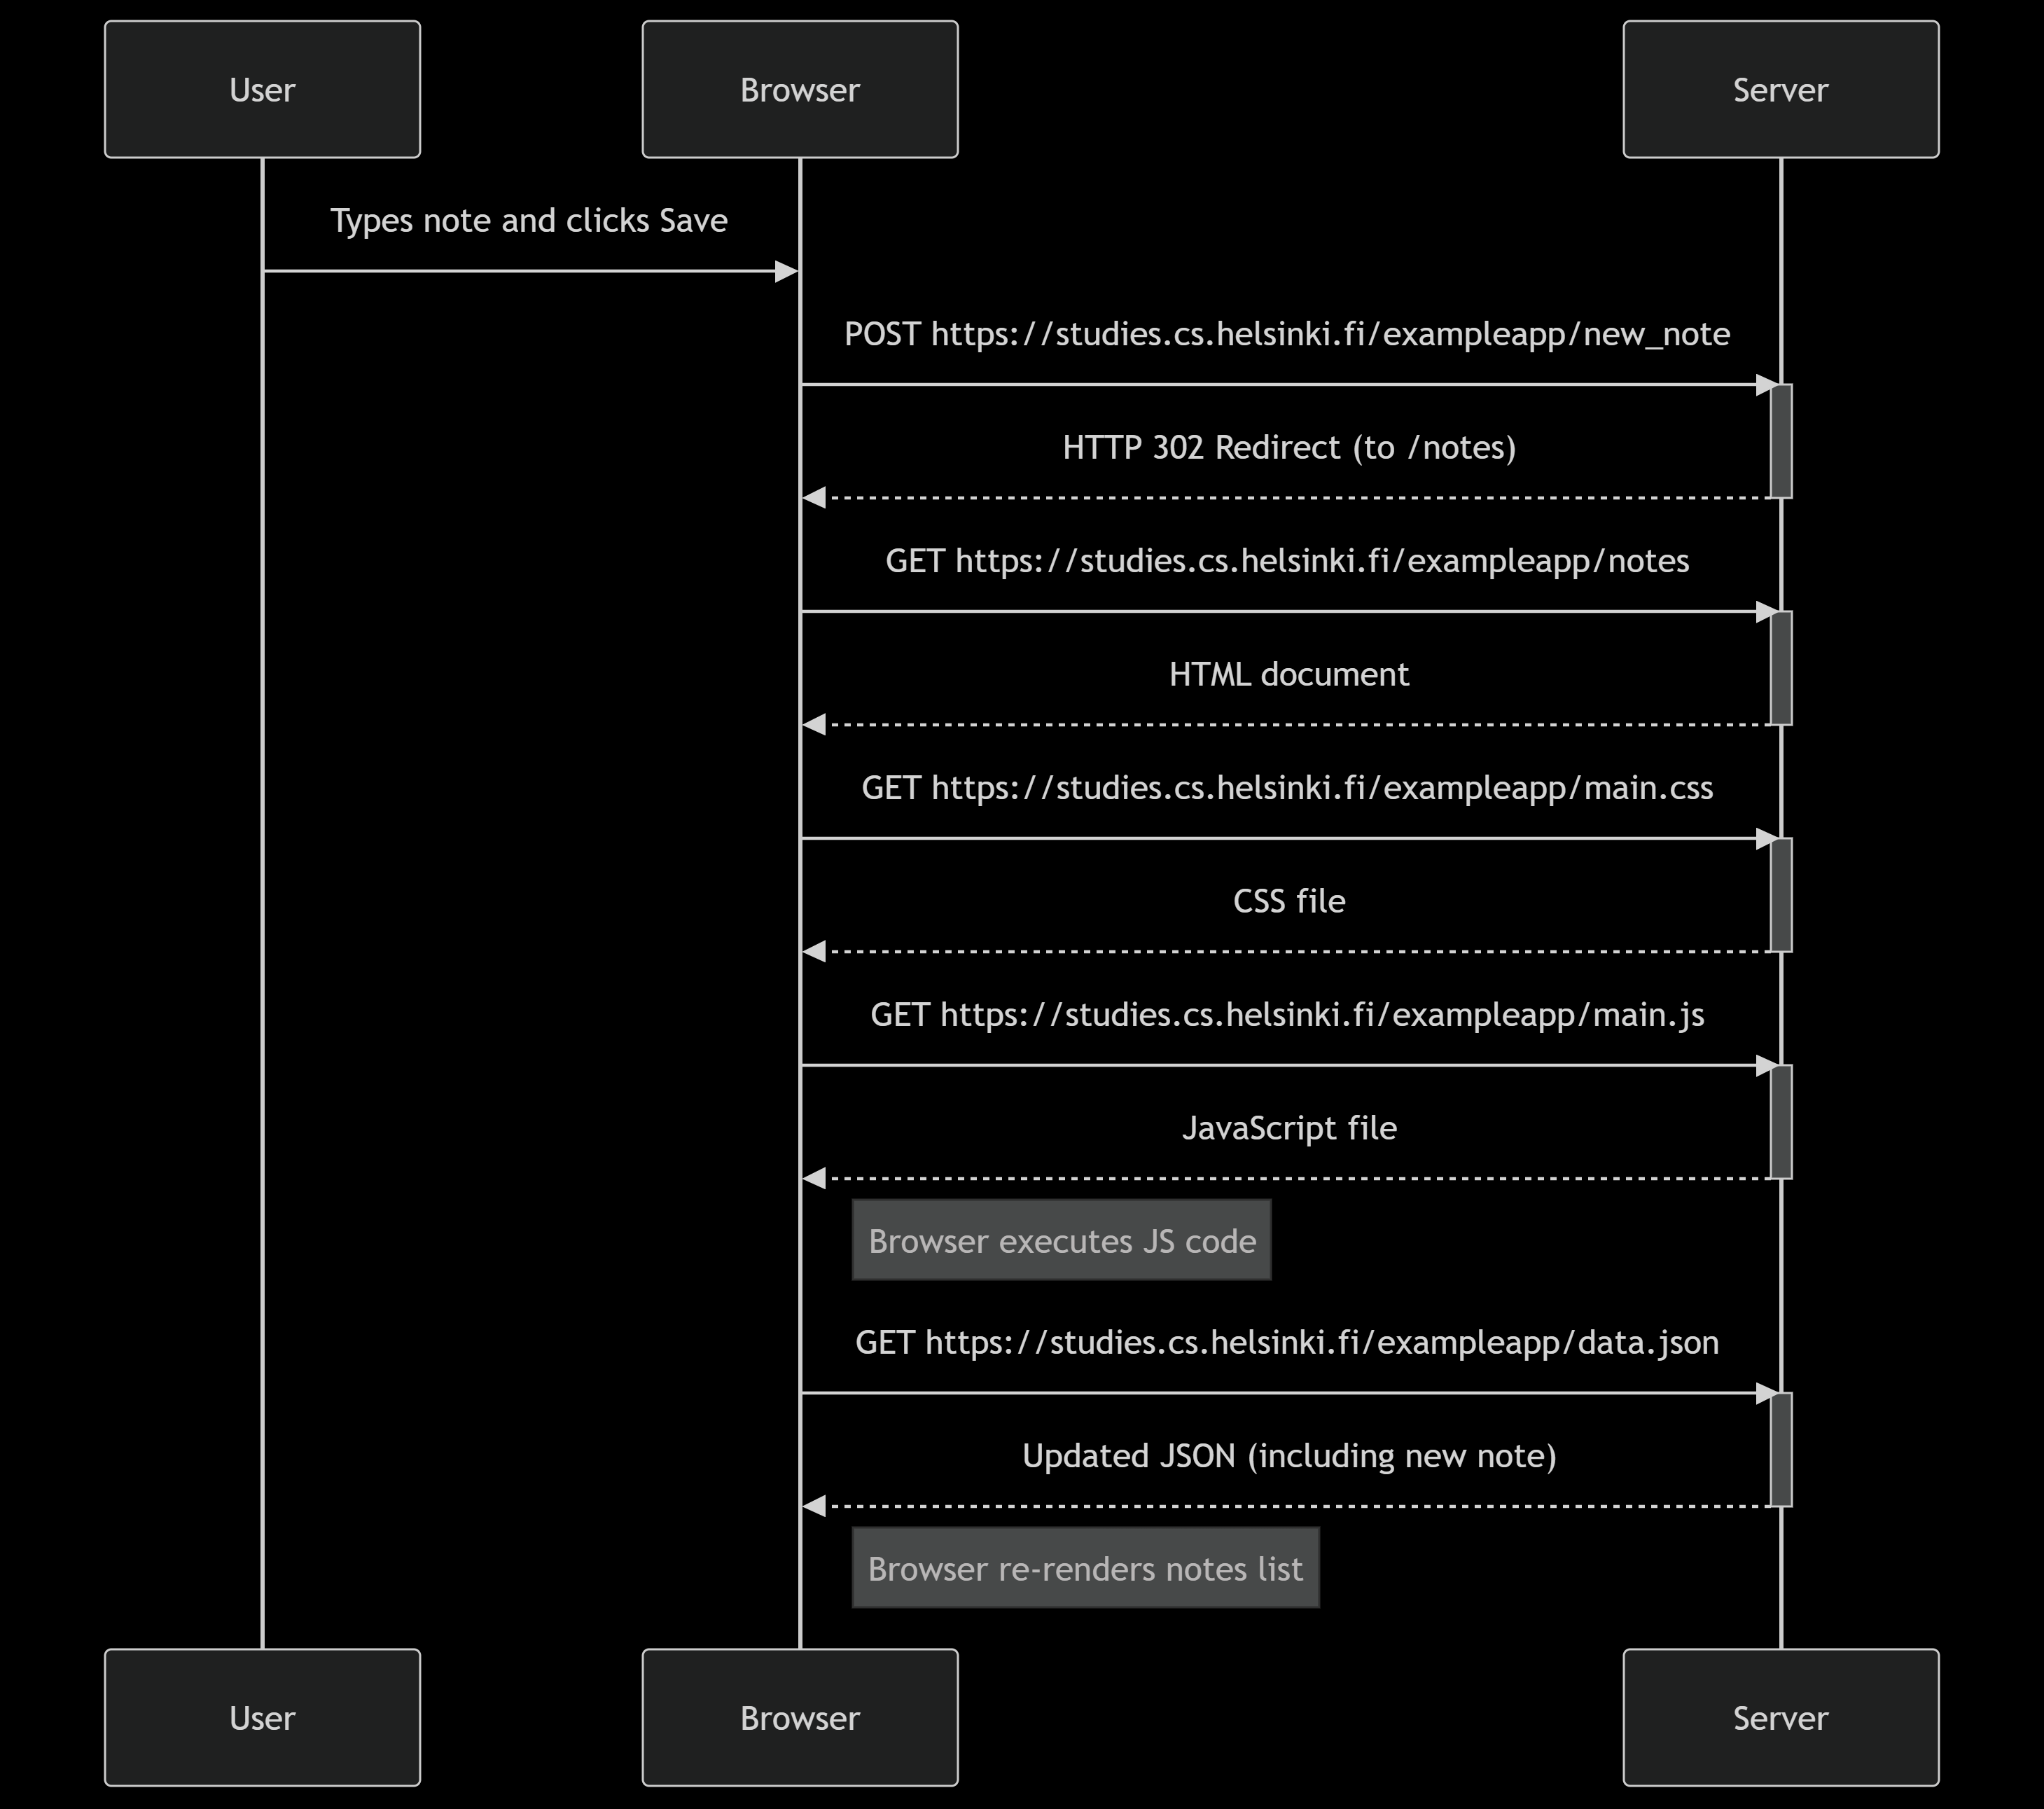 User
Browser
Server
Types note and clicks Save
POST https://studies.cs.helsinki.fi/exampleapp/new_note
HTTP 302 Redirect (to /notes)
GET https://studies.cs.helsinki.fi/exampleapp/notes
HTML document
GET https://studies.cs.helsinki.fi/exampleapp/main.css
CSS file
GET https://studies.cs.helsinki.fi/exampleapp/main.js
JavaScript file
Browser executes JS code
GET https://studies.cs.helsinki.fi/exampleapp/data.json
Updated JSON (including new note)
Browser re-renders notes list
User
Browser
Server